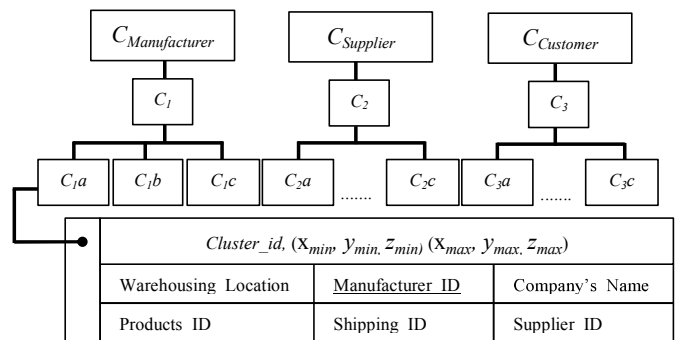 C_Manufacturer C_Supplier C_Customer
C_1 C_2 C_3
C_1a C_1b C_1c C_2a ....... C_2c C_3a ....... C_3c
Cluster_id, (x_min, y_min, z_min) (x_max, y_max, z_max)
Warehousing Location Manufacturer ID Company's Name
Products ID Shipping ID Supplier ID